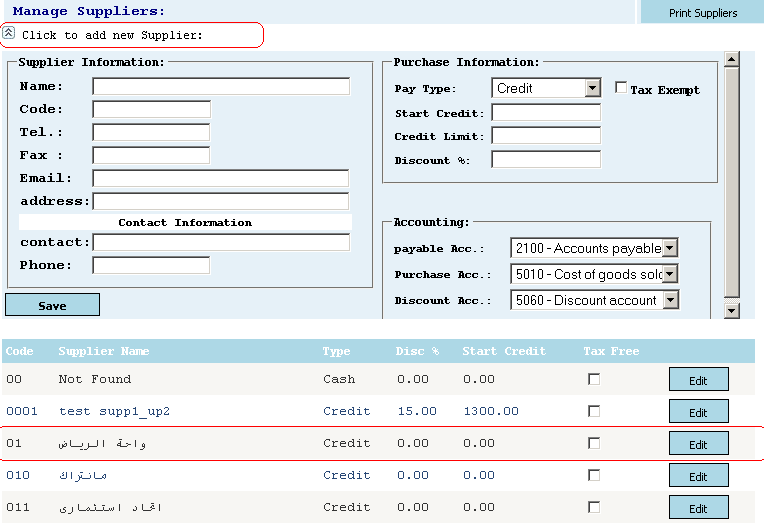 Manage Suppliers:
Print Suppliers
Click to add new Supplier:
Supplier Information:
Name:
Code:
Tel.:
Fax :
Email:
address:
Contact Information
contact:
Phone:
Save
Purchase Information:
Pay Type: Credit Tax Exempt
Start Credit:
Credit Limit:
Discount %:
Accounting:
payable Acc.: 2100 - Accounts payable
Purchase Acc.: 5010 - Cost of goods sold
Discount Acc.: 5060 - Discount account
Code Supplier Name Type Disc % Start Credit Tax Free
00 Not Found Cash 0.00 0.00 Edit
0001 test supp1_up2 Credit 15.00 1300.00 Edit
01 واحة الرياض Credit 0.00 0.00 Edit
010 مانتراك Credit 0.00 0.00 Edit
011 اتحاد استثمارى Credit 0.00 0.00 Edit